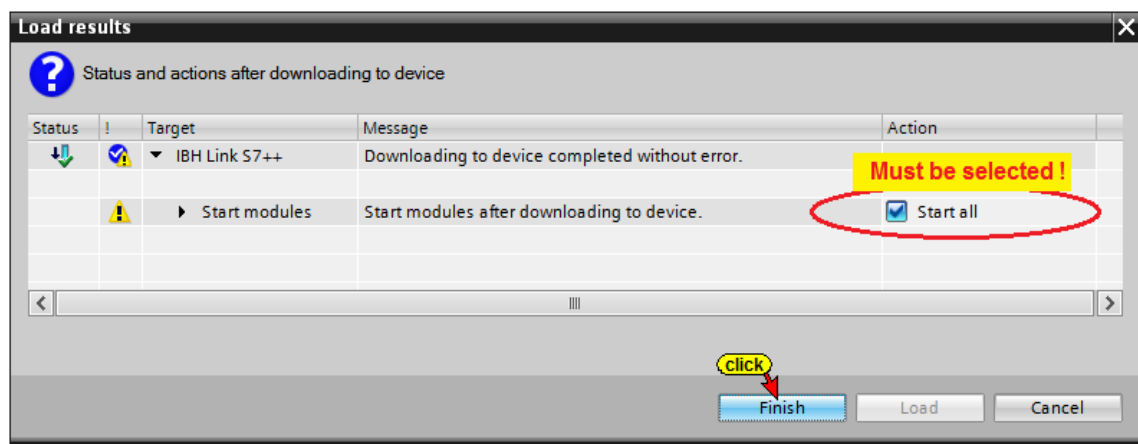 Load results
Status and actions after downloading to device
Status ! Target Message Action
IBH Link S7++ Downloading to device completed without error.
Must be selected !
Start modules Start modules after downloading to device. Start all
click
Finish Load Cancel